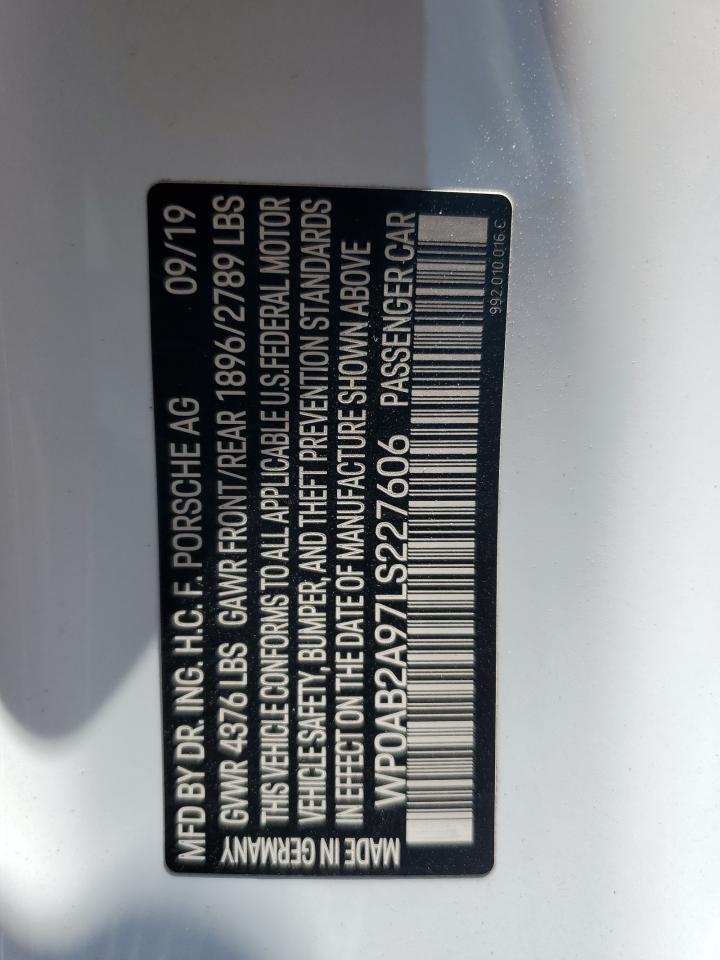 MFD BY DR. ING. H.C. F. PORSCHE AG 09/19
GVWR 4376 LBS GAWR FRONT/REAR 1896/2789 LBS
THIS VEHICLE CONFORMS TO ALL APPLICABLE U.S.FEDERAL MOTOR
VEHICLE SAFETY, BUMPER, AND THEFT PREVENTION STANDARDS
IN EFFECT ON THE DATE OF MANUFACTURE SHOWN ABOVE
WP0AB2A97LS227606 PASSENGER CAR
MADE IN GERMANY
992.010.016.C